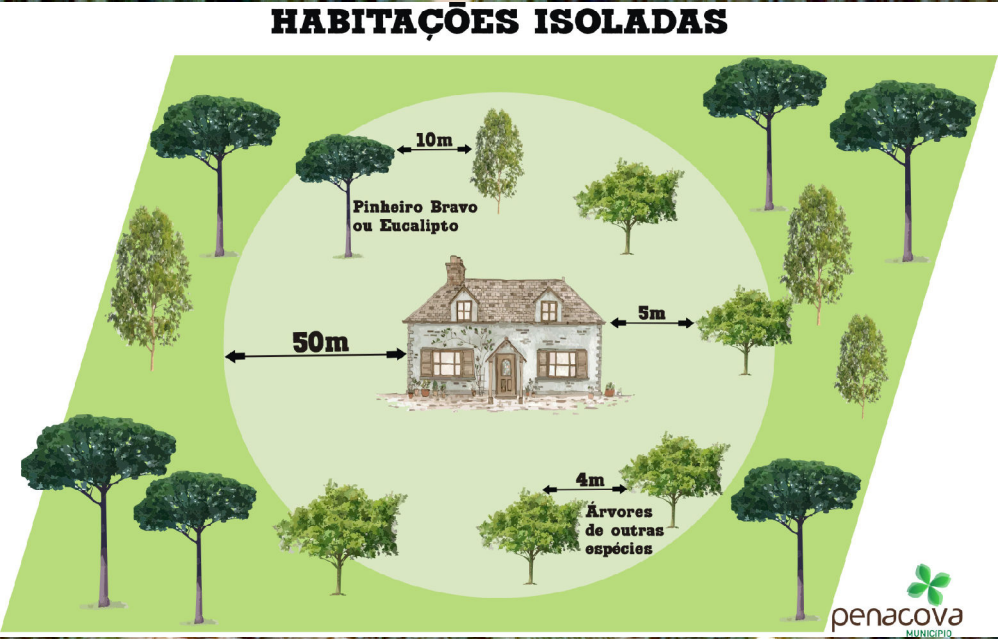 HABITAÇÕES ISOLADAS
10m
Pinheiro Bravo
ou Eucalipto
5m
50m
4m
Árvores
de outras
espécies
penacova
MUNICÍPIO